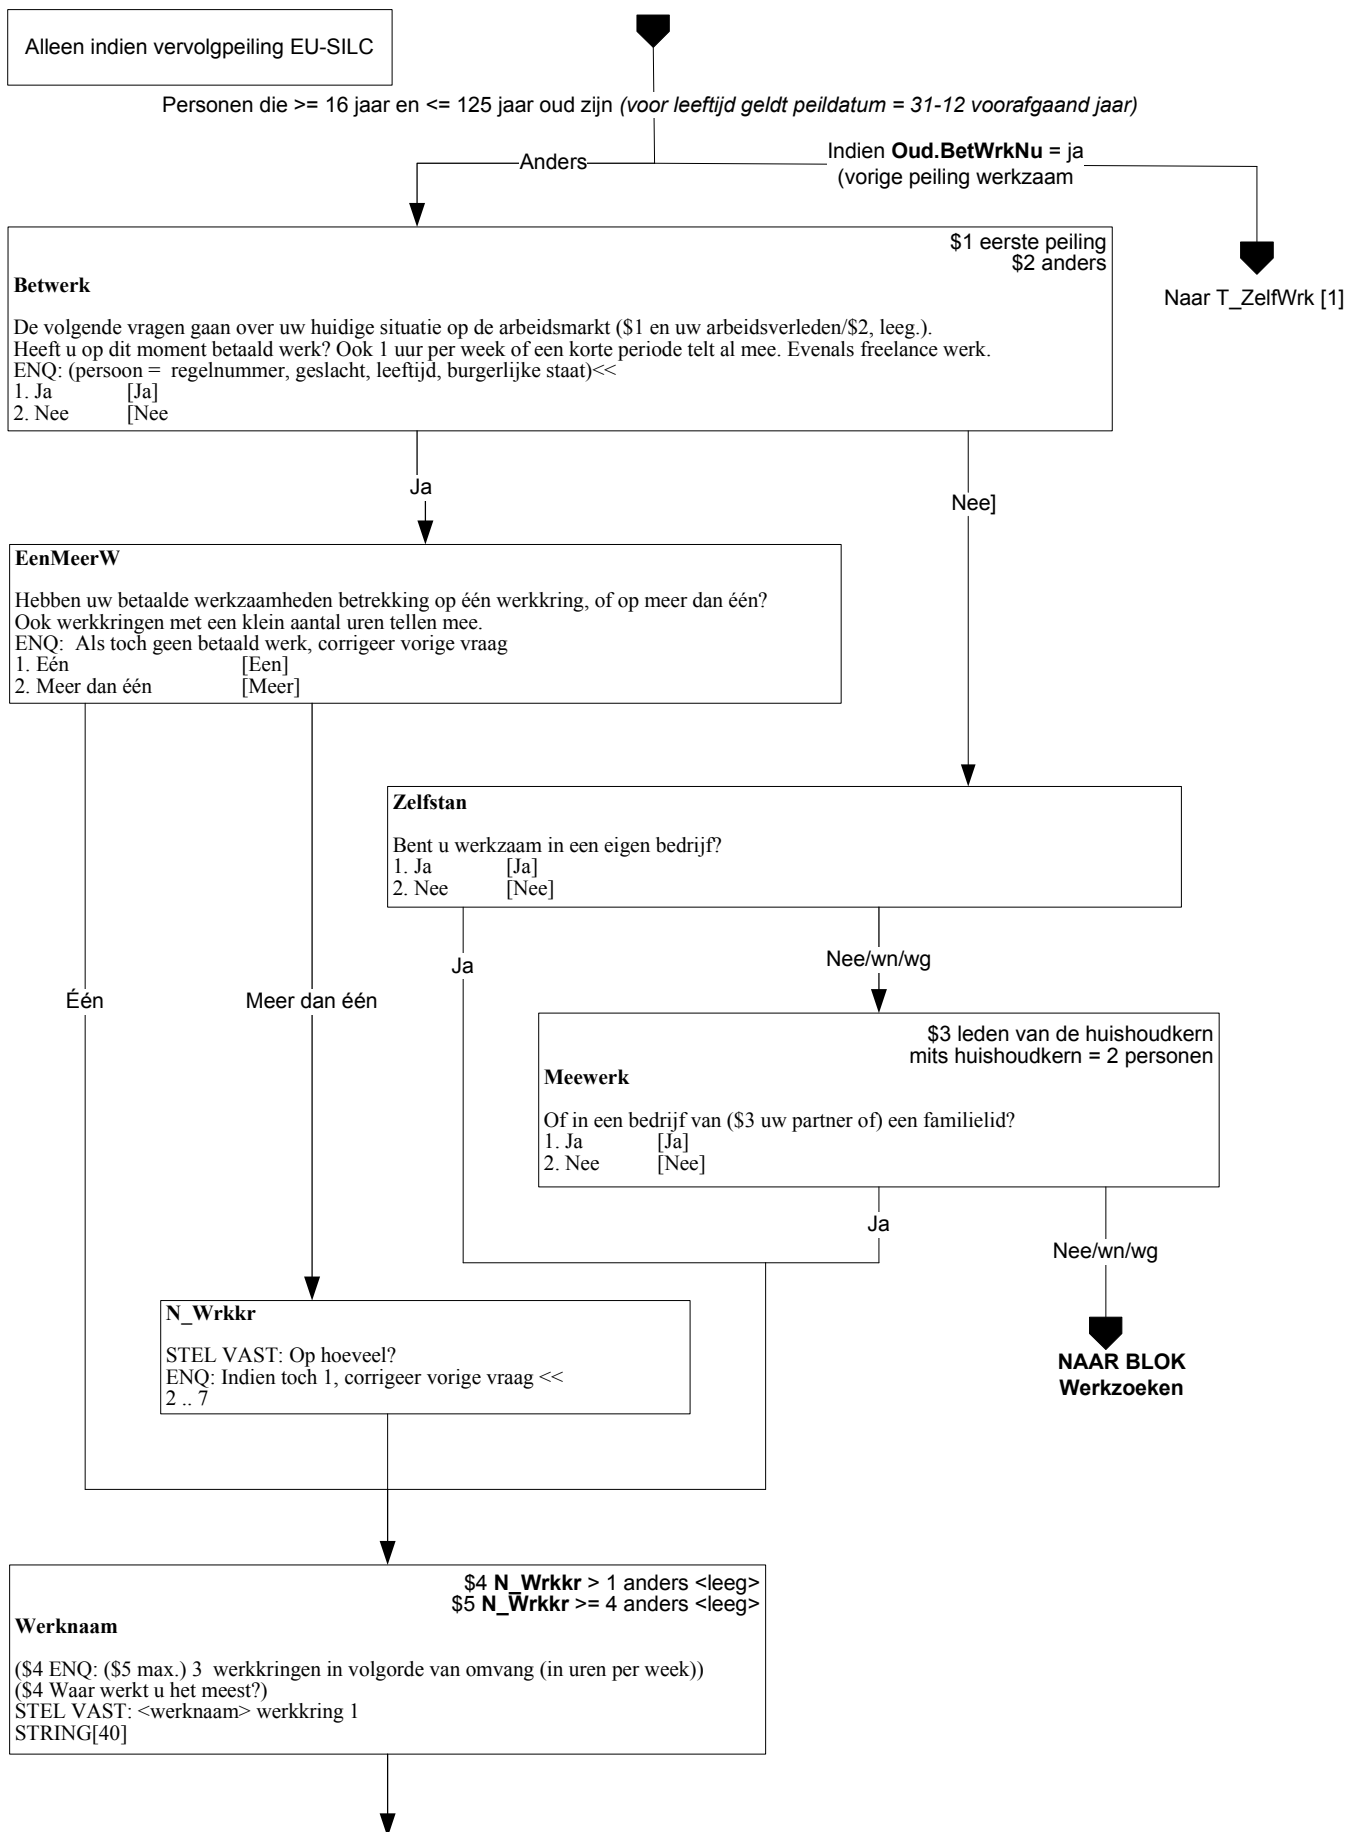 Alleen indien vervolgpeiling EU-SILC
Personen die >= 16 jaar en <= 125 jaar oud zijn (voor leeftijd geldt peildatum = 31-12 voorafgaand jaar)
Anders
Indien Oud.BetWrkNu = ja
(vorige peiling werkzaam
Naar T_ZelfWrk [1]
$1 eerste peiling
$2 anders
Betwerk
De volgende vragen gaan over uw huidige situatie op de arbeidsmarkt ($1 en uw arbeidsverleden/$2, leeg.).
Heeft u op dit moment betaald werk? Ook 1 uur per week of een korte periode telt al mee. Evenals freelance werk.
ENQ: (persoon = regelnummer, geslacht, leeftijd, burgerlijke staat)<<
1. Ja [Ja]
2. Nee [Nee
Ja
Nee]
EenMeerW
Hebben uw betaalde werkzaamheden betrekking op één werkkring, of op meer dan één?
Ook werkkringen met een klein aantal uren tellen mee.
ENQ: Als toch geen betaald werk, corrigeer vorige vraag
1. Eén [Een]
2. Meer dan één [Meer]
Zelfstan
Bent u werkzaam in een eigen bedrijf?
1. Ja [Ja]
2. Nee [Nee]
Ja
Nee/wn/wg
Één
Meer dan één
$3 leden van de huishoudkern
mits huishoudkern = 2 personen
Meewerk
Of in een bedrijf van ($3 uw partner of) een familielid?
1. Ja [Ja]
2. Nee [Nee]
Ja
Nee/wn/wg
N_Wrkkr
STEL VAST: Op hoeveel?
ENQ: Indien toch 1, corrigeer vorige vraag <<
2 .. 7
NAAR BLOK
Werkzoeken
$4 N_Wrkkr > 1 anders <leeg>
$5 N_Wrkkr >= 4 anders <leeg>
Werknaam
($4 ENQ: ($5 max.) 3 werkkringen in volgorde van omvang (in uren per week))
($4 Waar werkt u het meest?)
STEL VAST: <werknaam> werkkring 1
STRING[40]